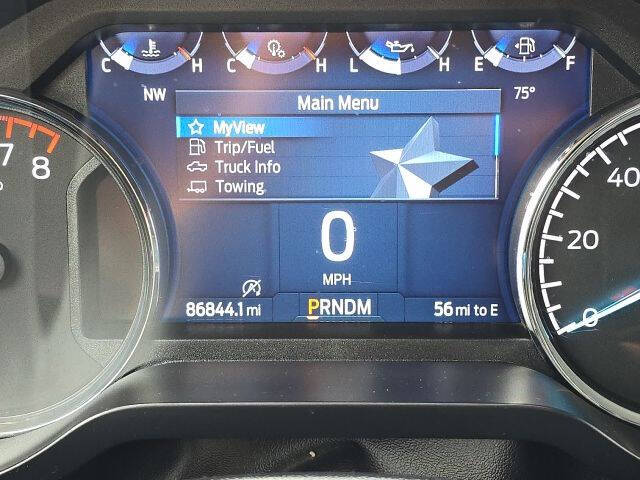 C H C H L H E F
NW 75°
Main Menu
MyView
Trip/Fuel
Truck Info
Towing
7
8
0
MPH
40
20
0
86844.1 mi PRNDM 56 mi to E